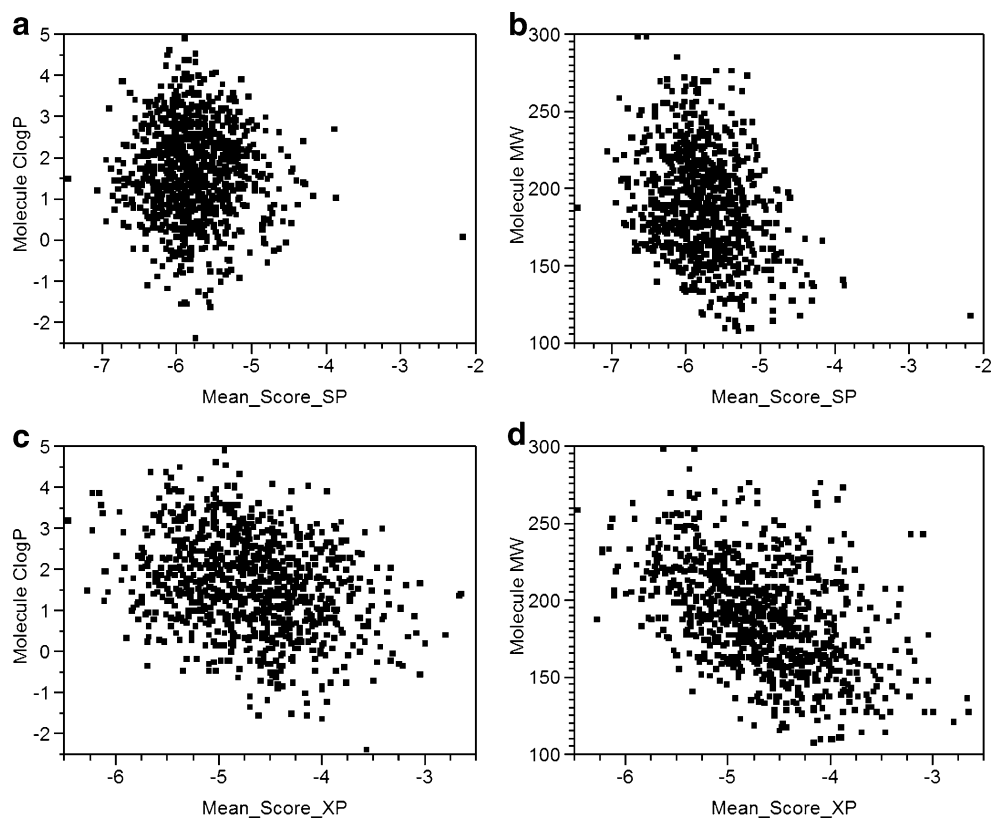 a
5
4
3
2
1
0
-1
-2
Molecule ClogP
-7 -6 -5 -4 -3 -2
Mean_Score_SP
b
300
250
200
150
100
Molecule MW
-7 -6 -5 -4 -3 -2
Mean_Score_SP
c
5
4
3
2
1
0
-1
-2
Molecule ClogP
-6 -5 -4 -3
Mean_Score_XP
d
300
250
200
150
100
Molecule MW
-6 -5 -4 -3
Mean_Score_XP